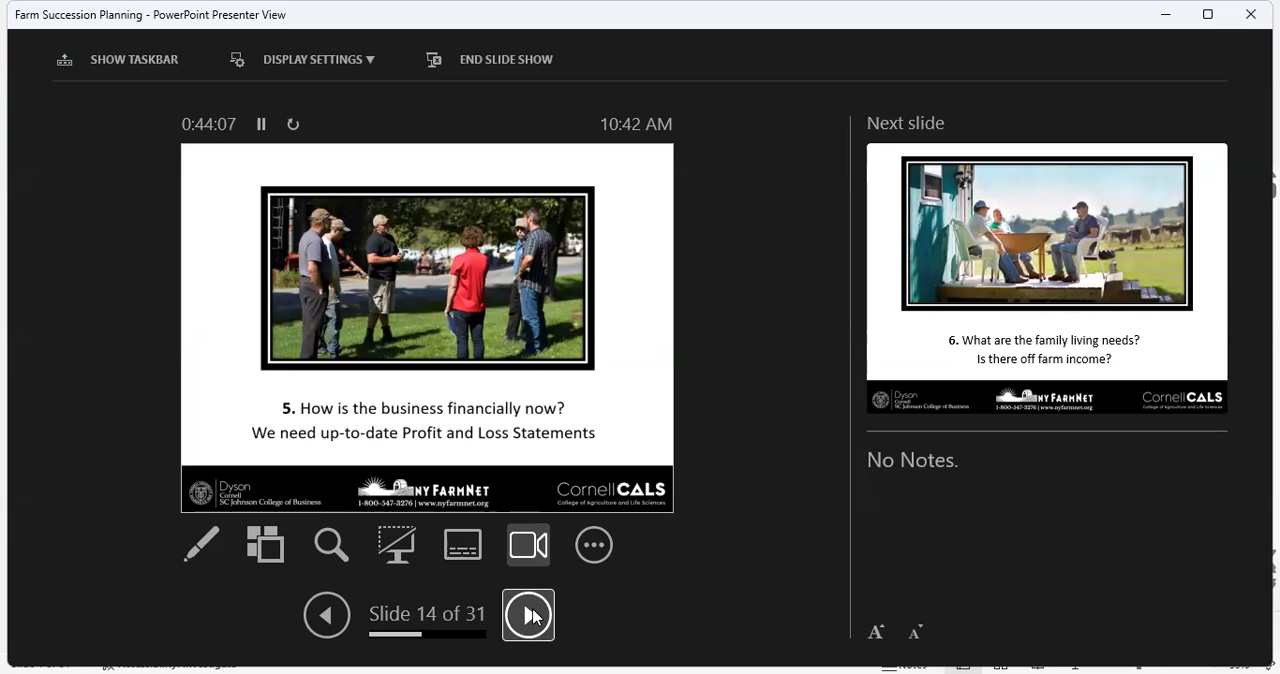 Farm Succession Planning - PowerPoint Presenter View
SHOW TASKBAR
DISPLAY SETTINGS ▼
END SLIDE SHOW
0:44:07
10:42 AM
5. How is the business financially now?
We need up-to-date Profit and Loss Statements
Dyson
Cornell
SC Johnson College of Business
NY FARMNET
1-800-547-3276 | www.nyfarmnet.org
CornellCALS
College of Agriculture and Life Sciences
Slide 14 of 31
Next slide
6. What are the family living needs?
Is there off farm income?
Dyson
Cornell
SC Johnson College of Business
NY FARMNET
1-800-547-3276 | www.nyfarmnet.org
CornellCALS
College of Agriculture and Life Sciences
No Notes.
A A